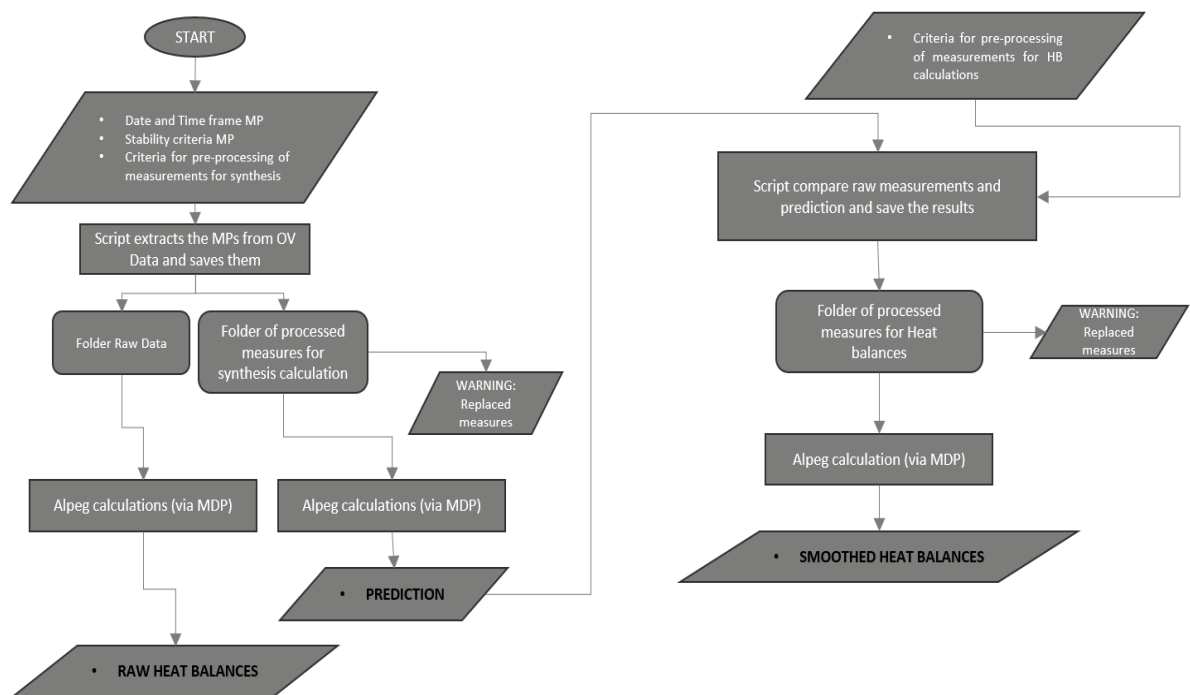 START
• Date and Time frame MP
• Stability criteria MP
• Criteria for pre-processing of
measurements for synthesis
Script extracts the MPs from OV
Data and saves them
Folder Raw Data
Folder of processed
measures for
synthesis calculation
WARNING:
Replaced
measures
Alpeg calculations (via MDP)
Alpeg calculations (via MDP)
• PREDICTION
• RAW HEAT BALANCES
• Criteria for pre-processing
of measurements for HB
calculations
Script compare raw measurements and
prediction and save the results
Folder of processed
measures for Heat
balances
WARNING:
Replaced
measures
Alpeg calculation (via MDP)
• SMOOTHED HEAT BALANCES